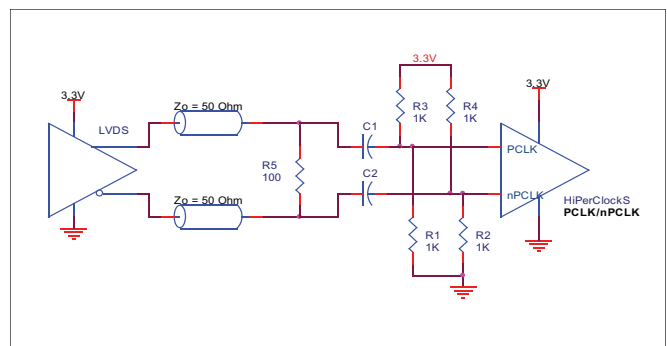 3.3V
3.3V
3.3V
Zo = 50 Ohm
LVDS
R3
1K
R4
1K
C1
PCLK
R5
100
C2
nPCLK
Zo = 50 Ohm
HiPerClockS
PCLK/nPCLK
R1
1K
R2
1K